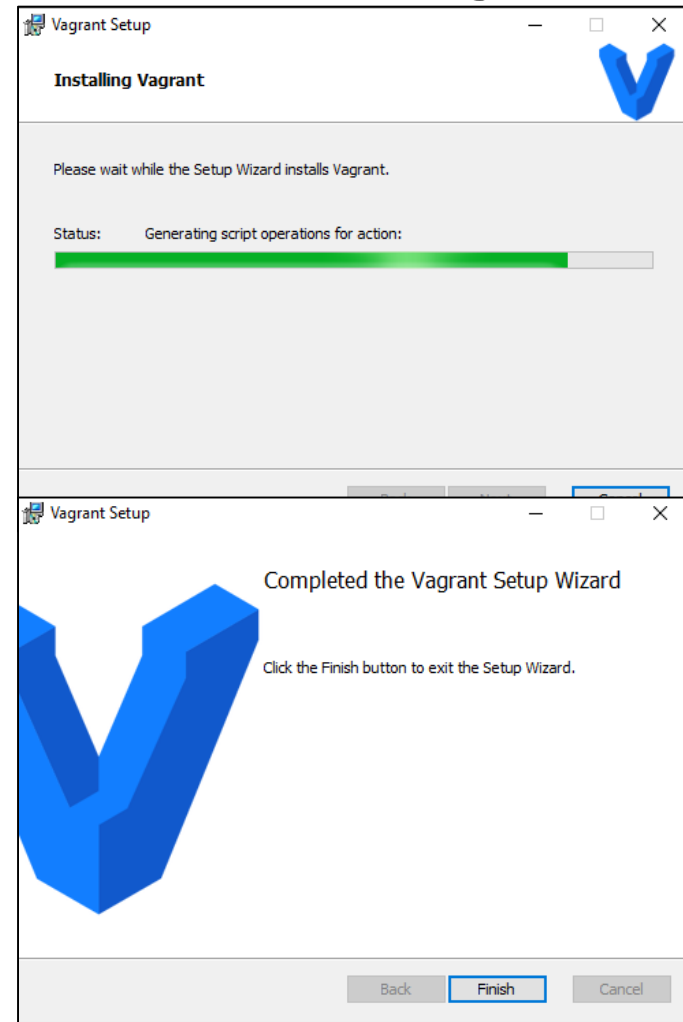 Vagrant Setup
Installing Vagrant
Please wait while the Setup Wizard installs Vagrant.
Status: Generating script operations for action:
Vagrant Setup
Completed the Vagrant Setup Wizard
Click the Finish button to exit the Setup Wizard.
Back Finish Cancel